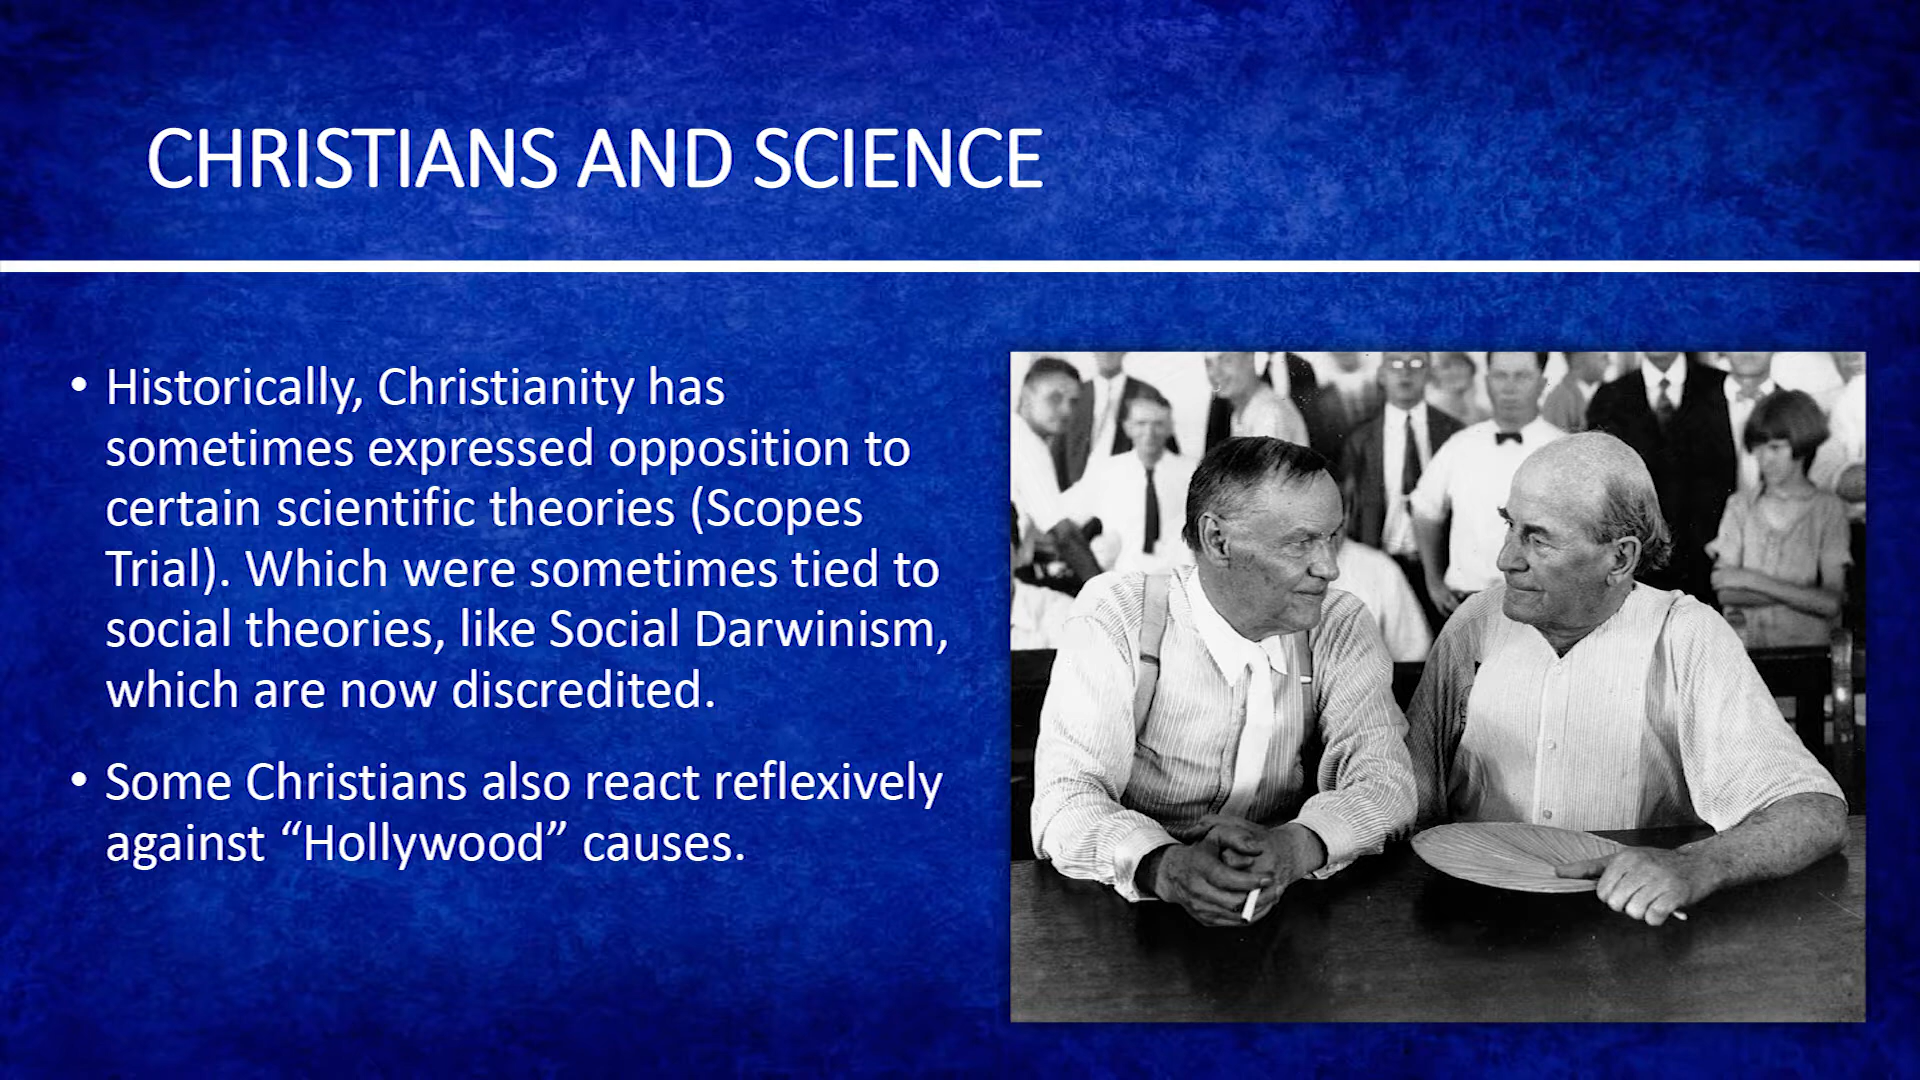 CHRISTIANS AND SCIENCE
• Historically, Christianity has
sometimes expressed opposition to
certain scientific theories (Scopes
Trial). Which were sometimes tied to
social theories, like Social Darwinism,
which are now discredited.
• Some Christians also react reflexively
against “Hollywood” causes.